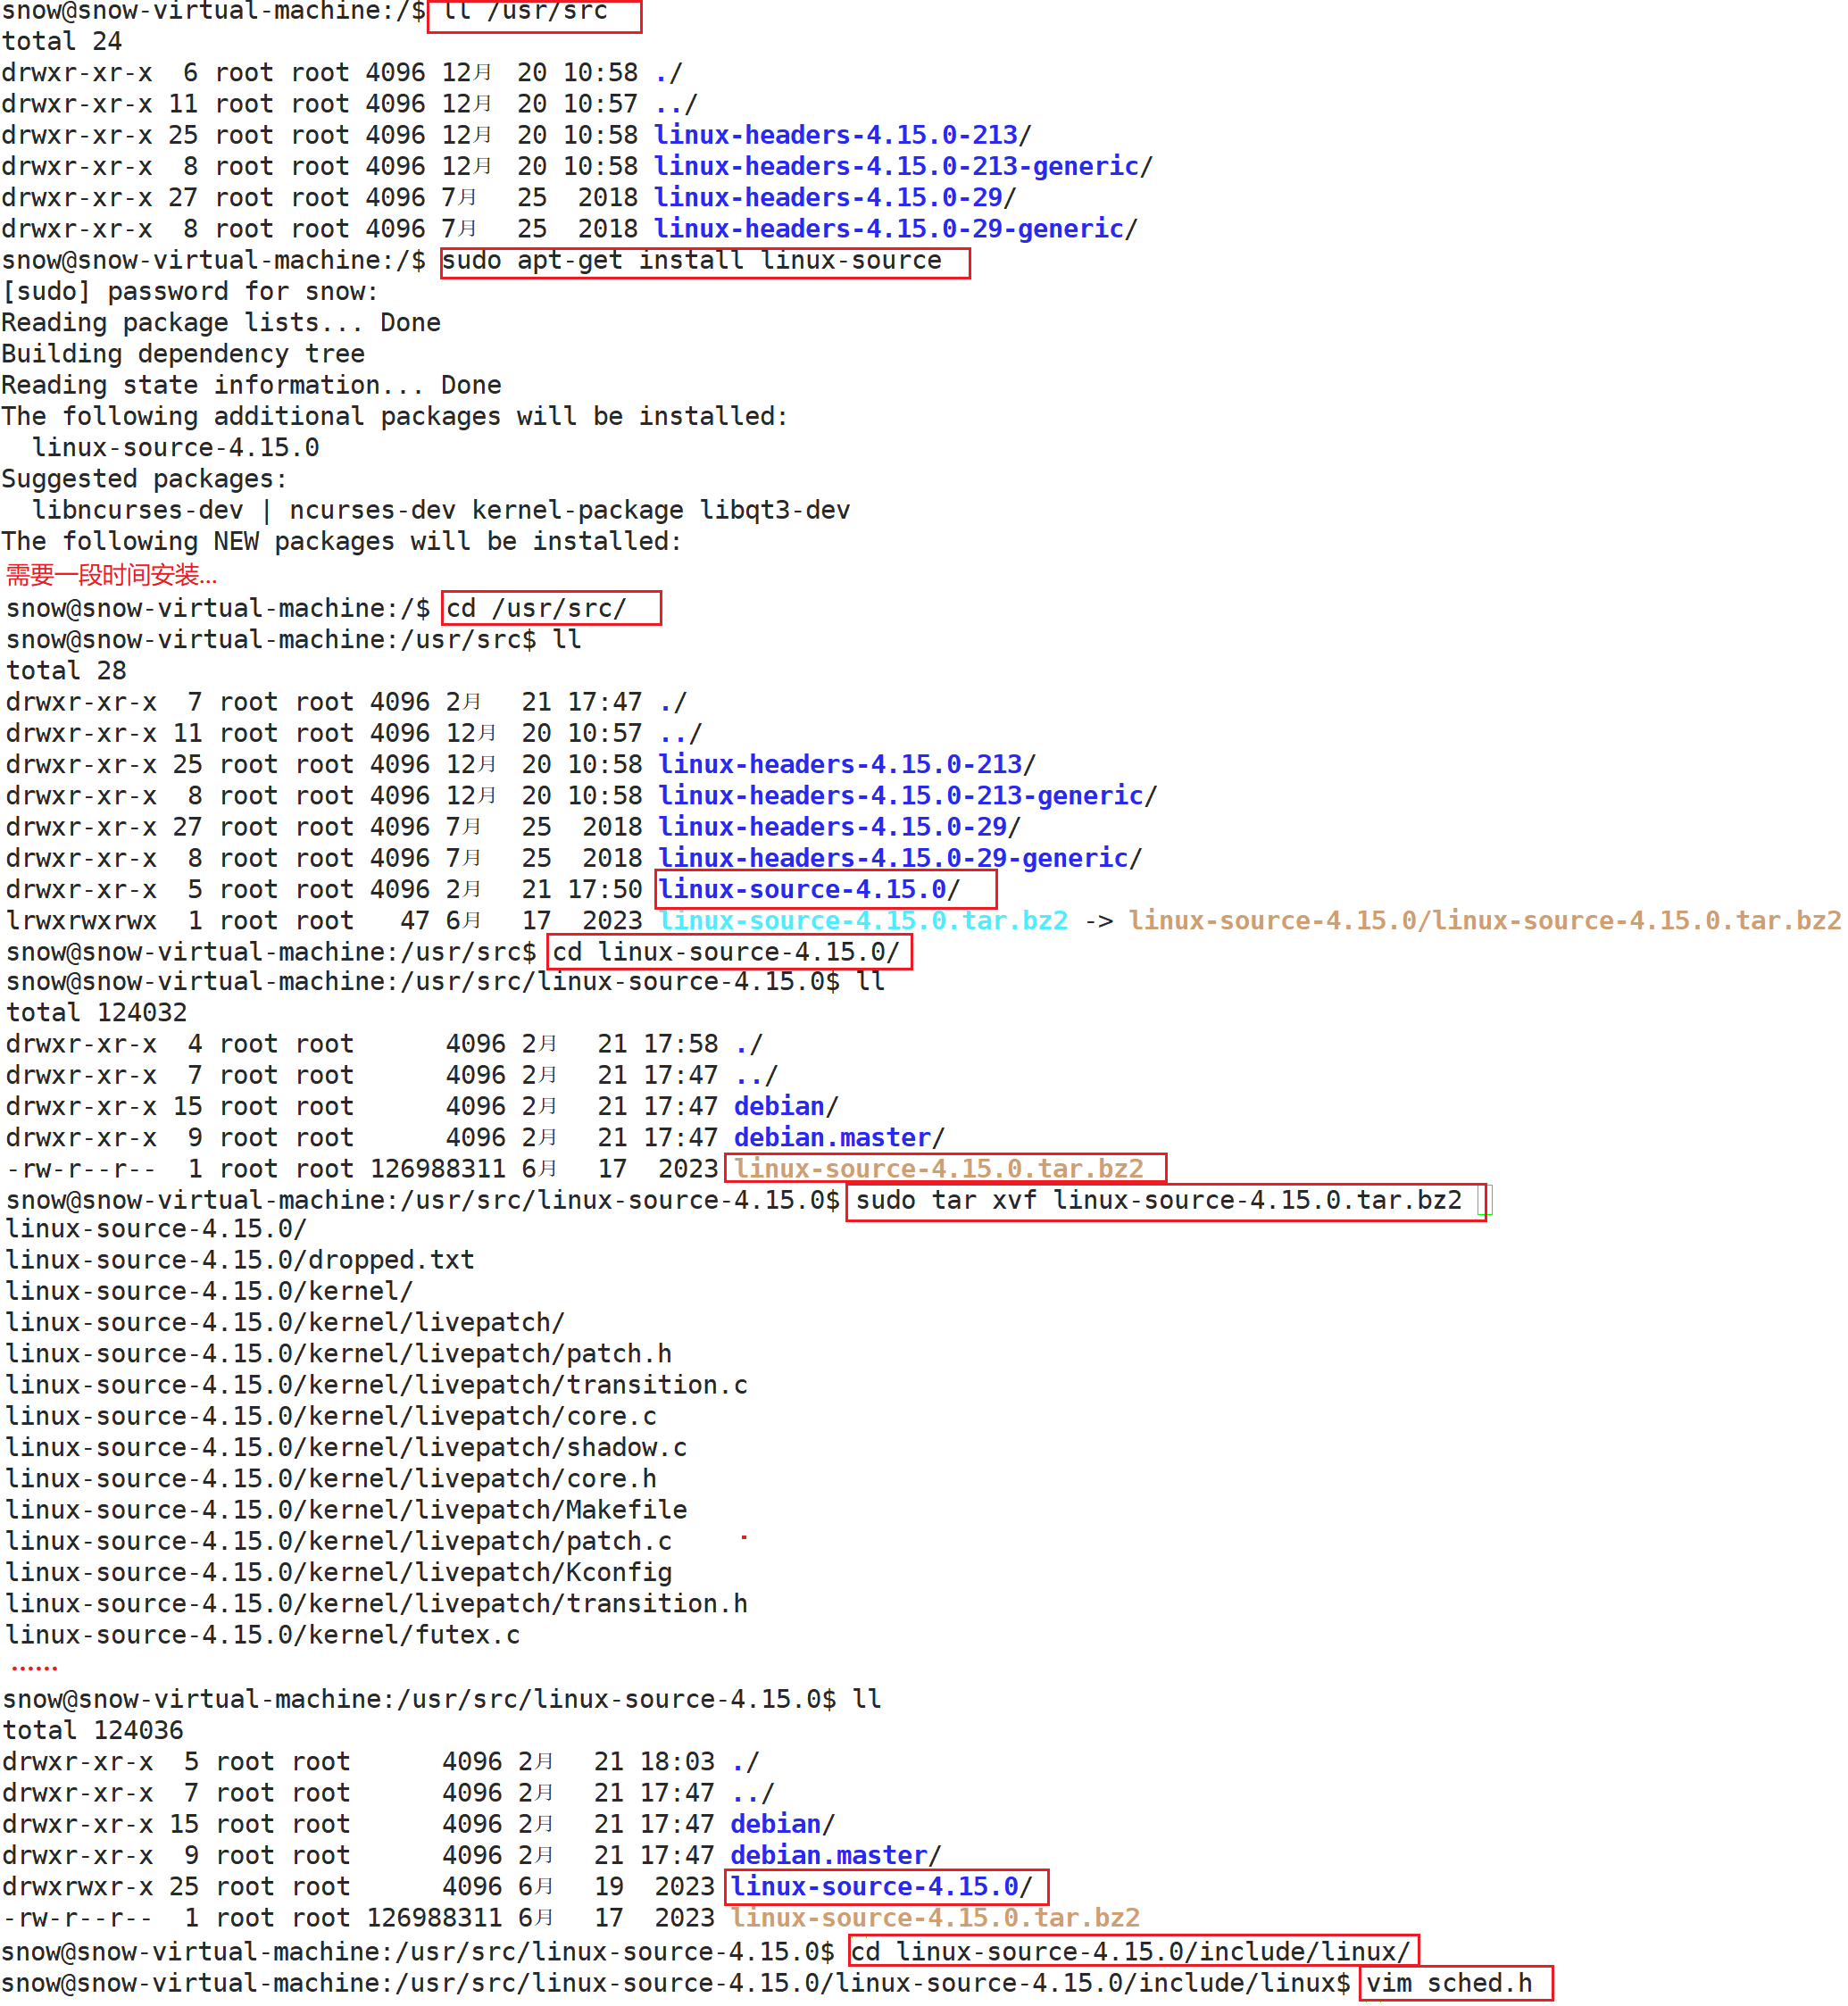 snow@snow-virtual-machine:/$ ll /usr/src
total 24
drwxr-xr-x  6 root root 4096 12月  20 10:58 ./
drwxr-xr-x 11 root root 4096 12月  20 10:57 ../
drwxr-xr-x 25 root root 4096 12月  20 10:58 linux-headers-4.15.0-213/
drwxr-xr-x  8 root root 4096 12月  20 10:58 linux-headers-4.15.0-213-generic/
drwxr-xr-x 27 root root 4096 7月   25  2018 linux-headers-4.15.0-29/
drwxr-xr-x  8 root root 4096 7月   25  2018 linux-headers-4.15.0-29-generic/
snow@snow-virtual-machine:/$ sudo apt-get install linux-source
[sudo] password for snow:
Reading package lists... Done
Building dependency tree
Reading state information... Done
The following additional packages will be installed:
  linux-source-4.15.0
Suggested packages:
  libncurses-dev | ncurses-dev kernel-package libqt3-dev
The following NEW packages will be installed:
需要一段时间安装...
snow@snow-virtual-machine:/$ cd /usr/src/
snow@snow-virtual-machine:/usr/src$ ll
total 28
drwxr-xr-x  7 root root 4096 2月   21 17:47 ./
drwxr-xr-x 11 root root 4096 12月  20 10:57 ../
drwxr-xr-x 25 root root 4096 12月  20 10:58 linux-headers-4.15.0-213/
drwxr-xr-x  8 root root 4096 12月  20 10:58 linux-headers-4.15.0-213-generic/
drwxr-xr-x 27 root root 4096 7月   25  2018 linux-headers-4.15.0-29/
drwxr-xr-x  8 root root 4096 7月   25  2018 linux-headers-4.15.0-29-generic/
drwxr-xr-x  5 root root 4096 2月   21 17:50 linux-source-4.15.0/
lrwxrwxrwx  1 root root   47 6月   17  2023 linux-source-4.15.0.tar.bz2 -> linux-source-4.15.0/linux-source-4.15.0.tar.bz2
snow@snow-virtual-machine:/usr/src$ cd linux-source-4.15.0/
snow@snow-virtual-machine:/usr/src/linux-source-4.15.0$ ll
total 124032
drwxr-xr-x  4 root root      4096 2月   21 17:58 ./
drwxr-xr-x  7 root root      4096 2月   21 17:47 ../
drwxr-xr-x 15 root root      4096 2月   21 17:47 debian/
drwxr-xr-x  9 root root      4096 2月   21 17:47 debian.master/
-rw-r--r--  1 root root 126988311 6月   17  2023 linux-source-4.15.0.tar.bz2
snow@snow-virtual-machine:/usr/src/linux-source-4.15.0$ sudo tar xvf linux-source-4.15.0.tar.bz2
linux-source-4.15.0/
linux-source-4.15.0/dropped.txt
linux-source-4.15.0/kernel/
linux-source-4.15.0/kernel/livepatch/
linux-source-4.15.0/kernel/livepatch/patch.h
linux-source-4.15.0/kernel/livepatch/transition.c
linux-source-4.15.0/kernel/livepatch/core.c
linux-source-4.15.0/kernel/livepatch/shadow.c
linux-source-4.15.0/kernel/livepatch/core.h
linux-source-4.15.0/kernel/livepatch/Makefile
linux-source-4.15.0/kernel/livepatch/patch.c
linux-source-4.15.0/kernel/livepatch/Kconfig
linux-source-4.15.0/kernel/livepatch/transition.h
linux-source-4.15.0/kernel/futex.c
......
snow@snow-virtual-machine:/usr/src/linux-source-4.15.0$ ll
total 124036
drwxr-xr-x  5 root root      4096 2月   21 18:03 ./
drwxr-xr-x  7 root root      4096 2月   21 17:47 ../
drwxr-xr-x 15 root root      4096 2月   21 17:47 debian/
drwxr-xr-x  9 root root      4096 2月   21 17:47 debian.master/
drwxrwxr-x 25 root root      4096 6月   19  2023 linux-source-4.15.0/
-rw-r--r--  1 root root 126988311 6月   17  2023 linux-source-4.15.0.tar.bz2
snow@snow-virtual-machine:/usr/src/linux-source-4.15.0$ cd linux-source-4.15.0/include/linux/
snow@snow-virtual-machine:/usr/src/linux-source-4.15.0/linux-source-4.15.0/include/linux$ vim sched.h